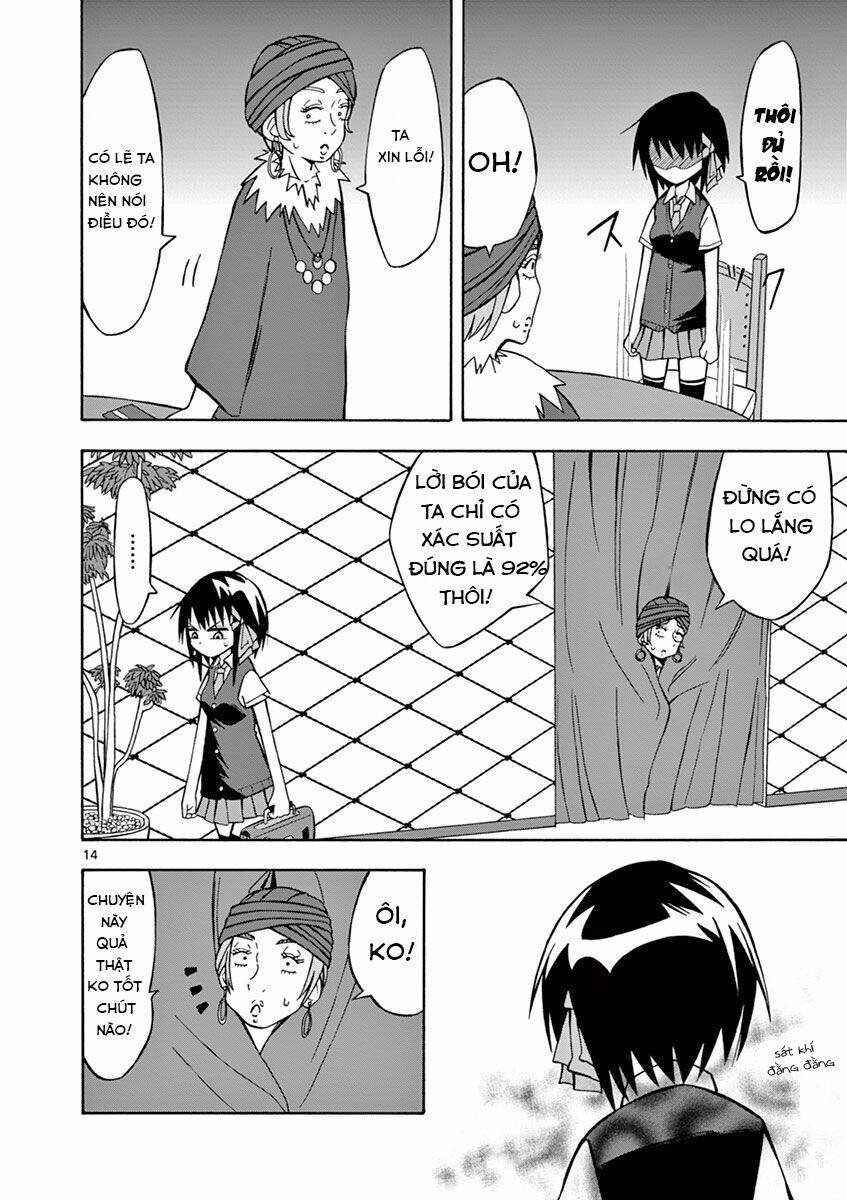 THÔI
ĐỦ
RỒI!
OH!
ス
ス
TA
XIN LỖI!
CÓ LẼ TA
KHÔNG
NÊN NÓI
ĐIỀU ĐÓ!
ĐỪNG CÓ
LO LẮNG
QUÁ!
LỜI BÓI CỦA
TA CHỈ CÓ
XÁC SUẤT
ĐÚNG LÀ 92%
THÔI!
......
14
sát khí
đằng đằng
ÔI,
KO!
CHUYỆN
NÀY
QUẢ
THẬT
KO TỐT
CHÚT
NÀO!